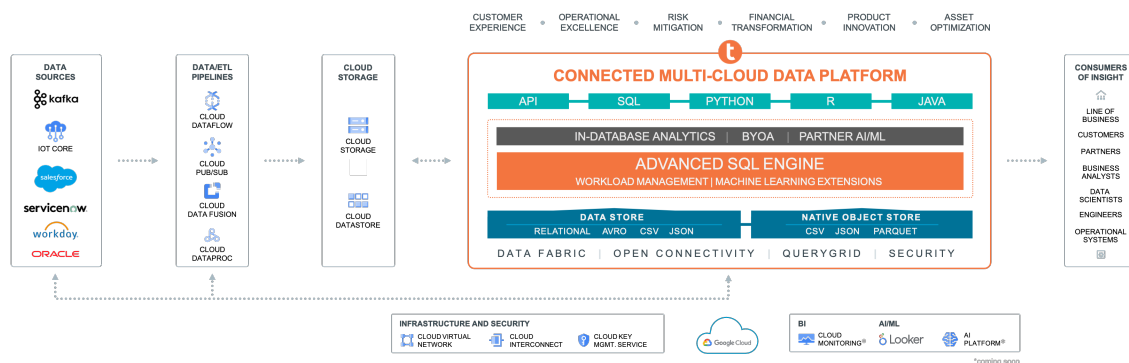 CUSTOMER EXPERIENCE • OPERATIONAL EXCELLENCE • RISK MITIGATION • FINANCIAL TRANSFORMATION • PRODUCT INNOVATION • ASSET OPTIMIZATION
DATA
SOURCES
kafka
IOT CORE
salesforce
servicenow
workday.
ORACLE
DATA/ETL
PIPELINES
CLOUD
DATAFLOW
CLOUD
PUB/SUB
CLOUD
DATA FUSION
CLOUD
DATAPROC
CLOUD
STORAGE
CLOUD
STORAGE
CLOUD
DATASTORE
t
CONNECTED MULTI-CLOUD DATA PLATFORM
API SQL PYTHON R JAVA
IN-DATABASE ANALYTICS | BYOA | PARTNER AI/ML
ADVANCED SQL ENGINE
WORKLOAD MANAGEMENT | MACHINE LEARNING EXTENSIONS
DATA STORE
RELATIONAL AVRO CSV JSON
NATIVE OBJECT STORE
CSV JSON PARQUET
DATA FABRIC | OPEN CONNECTIVITY | QUERYGRID | SECURITY
CONSUMERS
OF INSIGHT
LINE OF
BUSINESS
CUSTOMERS
PARTNERS
BUSINESS
ANALYSTS
DATA
SCIENTISTS
ENGINEERS
OPERATIONAL
SYSTEMS
INFRASTRUCTURE AND SECURITY
CLOUD VIRTUAL
NETWORK
CLOUD
INTERCONNECT
CLOUD KEY
MGMT. SERVICE
Google Cloud
BI
CLOUD
MONITORING*
AI/ML
Looker
AI
PLATFORM*
*coming soon